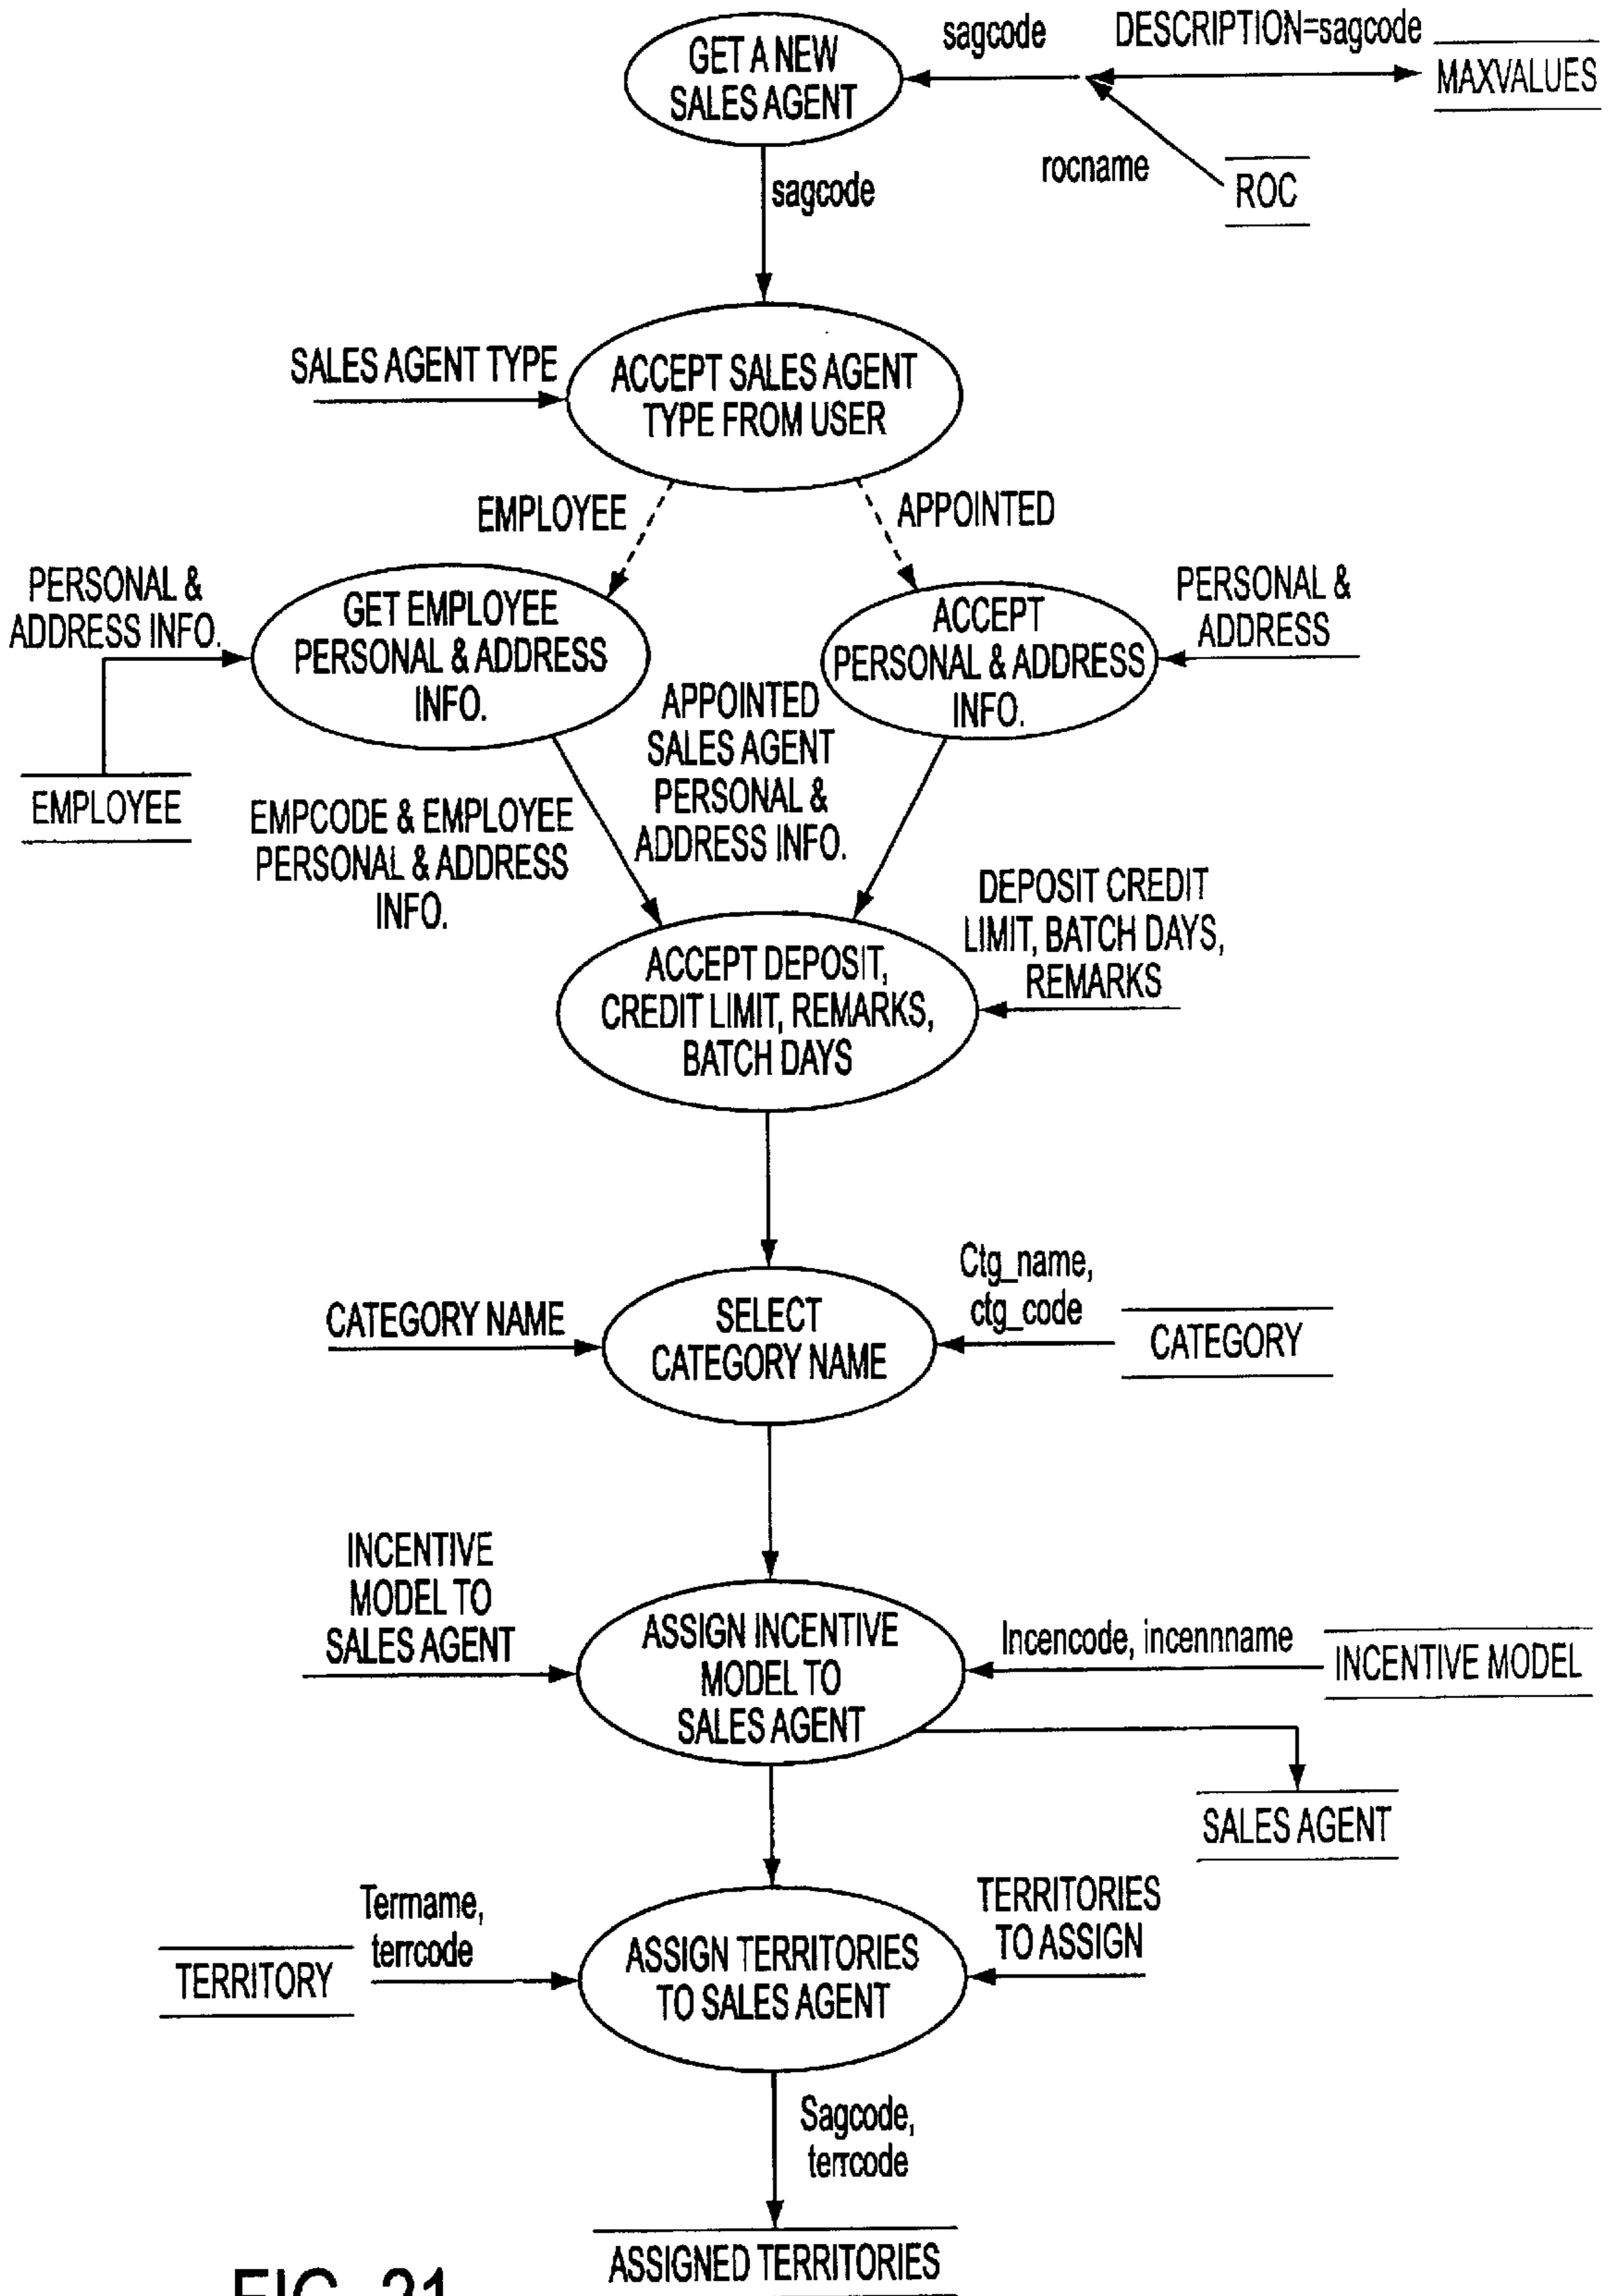 GET A NEW
SALES AGENT
sagcode
DESCRIPTION=sagcode
MAXVALUES
rocname
ROC
sagcode
SALES AGENT TYPE
ACCEPT SALES AGENT
TYPE FROM USER
EMPLOYEE
APPOINTED
PERSONAL &
ADDRESS INFO.
GET EMPLOYEE
PERSONAL & ADDRESS
INFO.
ACCEPT
PERSONAL & ADDRESS
INFO.
PERSONAL &
ADDRESS
EMPLOYEE
EMPCODE & EMPLOYEE
PERSONAL & ADDRESS
INFO.
APPOINTED
SALES AGENT
PERSONAL &
ADDRESS INFO.
DEPOSIT CREDIT
LIMIT, BATCH DAYS,
REMARKS
ACCEPT DEPOSIT,
CREDIT LIMIT, REMARKS,
BATCH DAYS
CATEGORY NAME
SELECT
CATEGORY NAME
Ctg_name,
ctg_code
CATEGORY
INCENTIVE
MODEL TO
SALES AGENT
ASSIGN INCENTIVE
MODEL TO
SALES AGENT
Incencode, incennname
INCENTIVE MODEL
SALES AGENT
Terrname,
terrcode
TERRITORY
ASSIGN TERRITORIES
TO SALES AGENT
TERRITORIES
TO ASSIGN
Sagcode,
terrcode
ASSIGNED TERRITORIES
FIG. 21